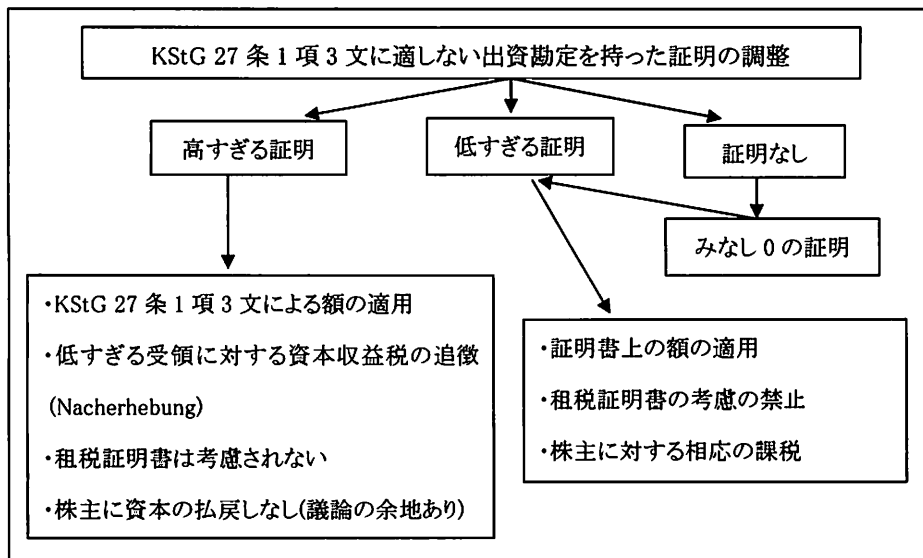 KStG 27 条 1 項 3 文に適しない出資勘定を持った証明の調整
高すぎる証明
低すぎる証明
証明なし
みなし 0 の証明
・KStG 27 条 1 項 3 文による額の適用
・低すぎる受領に対する資本収益税の追徴
(Nacherhebung)
・租税証明書は考慮されない
・株主に資本の払戻しなし(議論の余地あり)
・証明書上の額の適用
・租税証明書の考慮の禁止
・株主に対する相応の課税